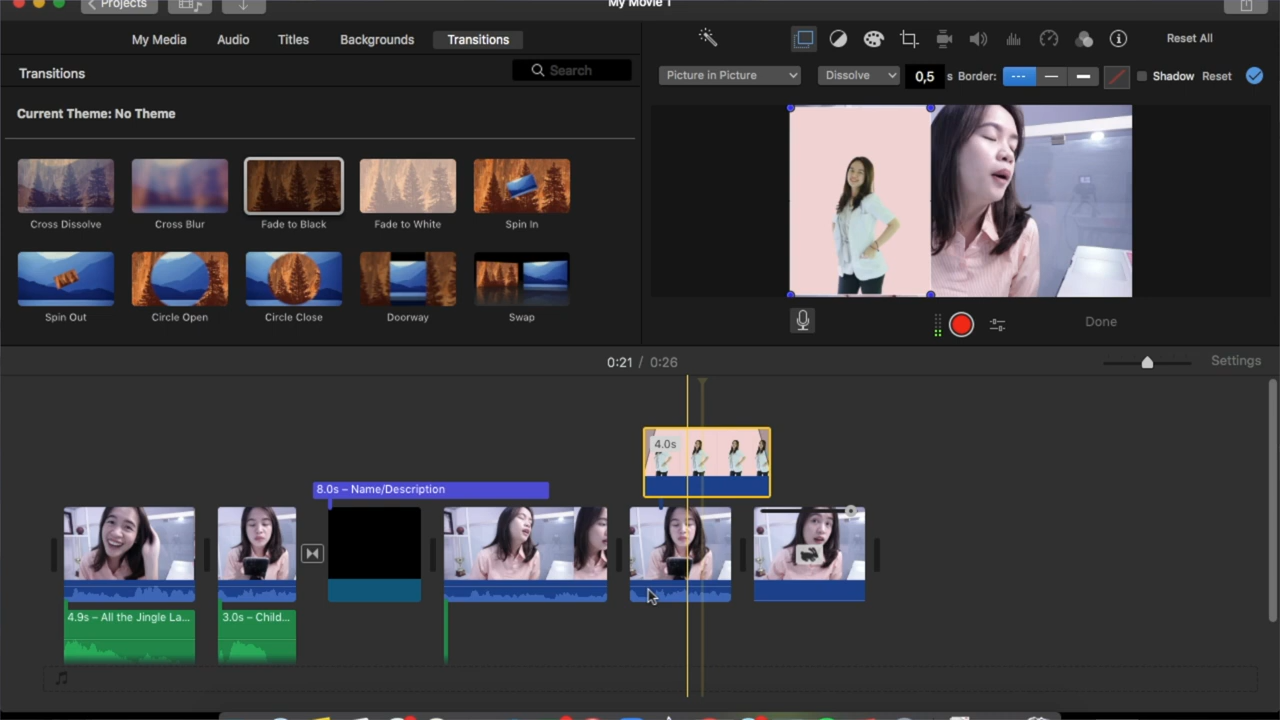 Projects
My Movie 1
My Media Audio Titles Backgrounds Transitions
Reset All
Transitions
Search
Picture in Picture Dissolve 0,5 s Border: Shadow Reset
Current Theme: No Theme
Cross Dissolve Cross Blur Fade to Black Fade to White Spin In
Spin Out Circle Open Circle Close Doorway Swap
Done
0:21 / 0:26
Settings
4.0s
8.0s – Name/Description
4.9s – All the Jingle La...
3.0s – Child...